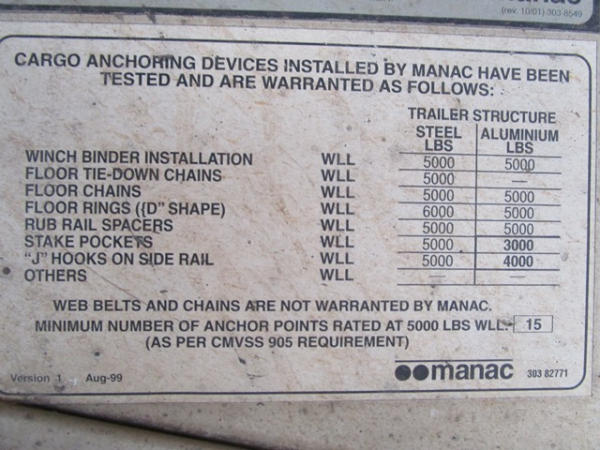 (rev. 10/01) 303 8549
CARGO ANCHORING DEVICES INSTALLED BY MANAC HAVE BEEN
TESTED AND ARE WARRANTED AS FOLLOWS:
TRAILER STRUCTURE
STEEL ALUMINIUM
LBS LBS
WINCH BINDER INSTALLATION WLL 5000 5000
FLOOR TIE-DOWN CHAINS WLL 5000 —
FLOOR CHAINS WLL 5000 5000
FLOOR RINGS ({D" SHAPE) WLL 6000 5000
RUB RAIL SPACERS WLL 5000 5000
STAKE POCKETS WLL 5000 3000
"J" HOOKS ON SIDE RAIL WLL 5000 4000
OTHERS WLL — —
WEB BELTS AND CHAINS ARE NOT WARRANTED BY MANAC.
MINIMUM NUMBER OF ANCHOR POINTS RATED AT 5000 LBS WLL- 15
(AS PER CMVSS 905 REQUIREMENT)
Version 1 Aug-99 manac 303 82771